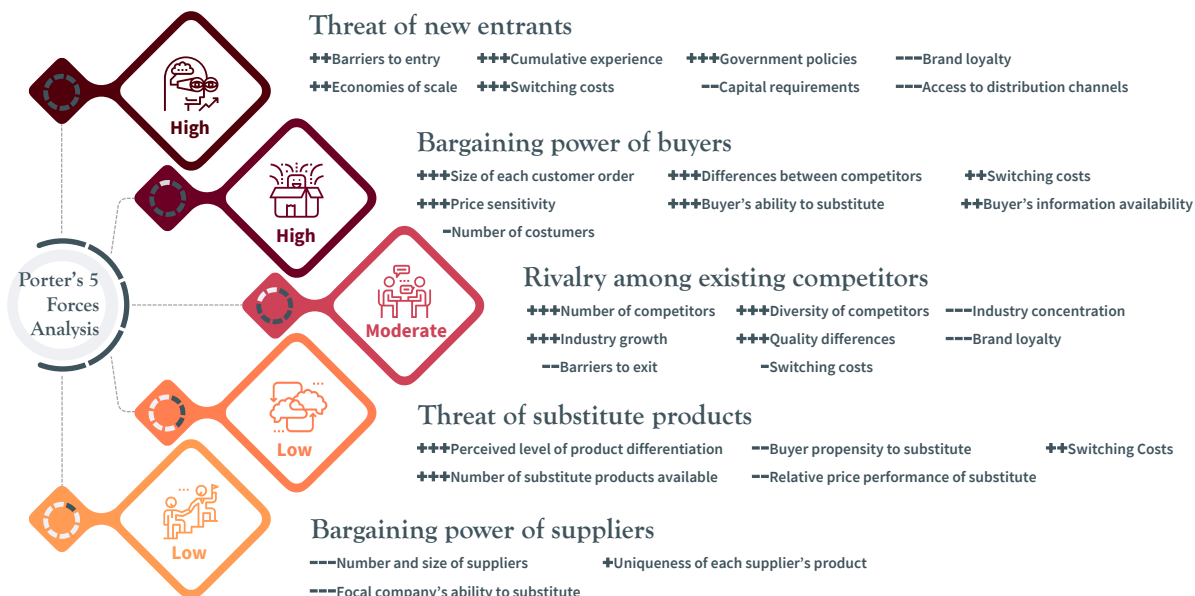 Threat of new entrants
++Barriers to entry +++Cumulative experience +++Government policies ---Brand loyalty
++Economies of scale +++Switching costs --Capital requirements ---Access to distribution channels
High
Bargaining power of buyers
+++Size of each customer order +++Differences between competitors ++Switching costs
+++Price sensitivity +++Buyer's ability to substitute ++Buyer's information availability
-Number of costumers
High
Porter's 5
Forces
Analysis
Rivalry among existing competitors
+++Number of competitors +++Diversity of competitors ---Industry concentration
+++Industry growth +++Quality differences ---Brand loyalty
--Barriers to exit -Switching costs
Moderate
Threat of substitute products
+++Perceived level of product differentiation --Buyer propensity to substitute ++Switching Costs
+++Number of substitute products available --Relative price performance of substitute
Low
Bargaining power of suppliers
---Number and size of suppliers +Uniqueness of each supplier's product
---Focal company's ability to substitute
Low